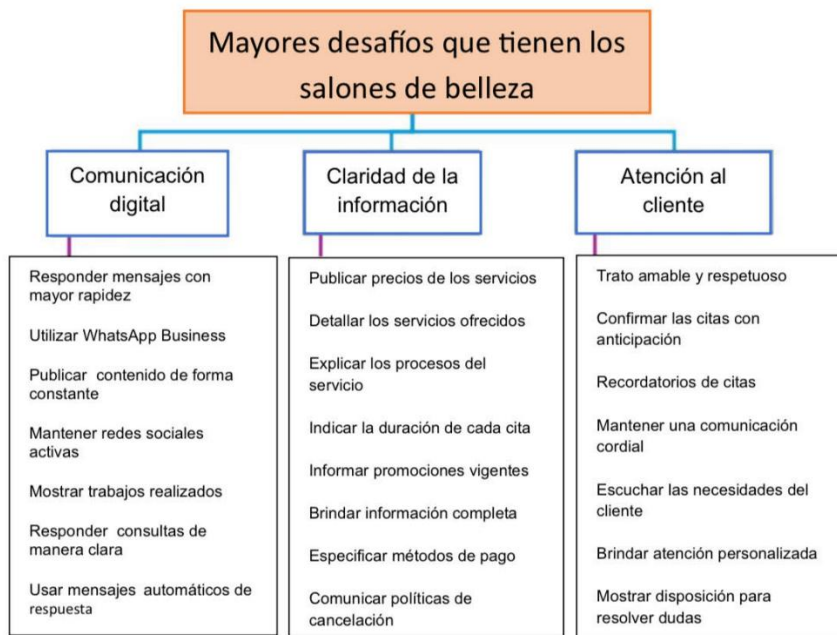 Mayores desafíos que tienen los
salones de belleza
Comunicación
digital
Responder mensajes con
mayor rapidez
Utilizar WhatsApp Business
Publicar contenido de forma
constante
Mantener redes sociales
activas
Mostrar trabajos realizados
Responder consultas de
manera clara
Usar mensajes automáticos de
respuesta
Claridad de la
información
Publicar precios de los servicios
Detallar los servicios ofrecidos
Explicar los procesos del
servicio
Indicar la duración de cada cita
Informar promociones vigentes
Brindar información completa
Especificar métodos de pago
Comunicar políticas de
cancelación
Atención al
cliente
Trato amable y respetuoso
Confirmar las citas con
anticipación
Recordatorios de citas
Mantener una comunicación
cordial
Escuchar las necesidades del
cliente
Brindar atención personalizada
Mostrar disposición para
resolver dudas